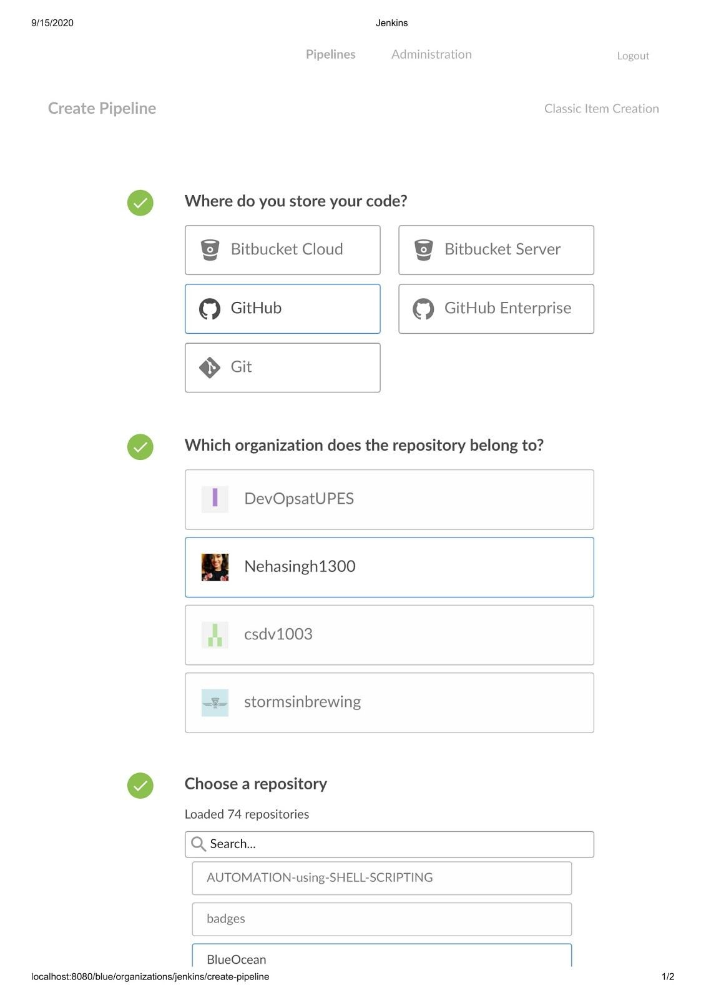 9/15/2020 Jenkins
Pipelines Administration Logout
Create Pipeline Classic Item Creation
Where do you store your code?
Bitbucket Cloud Bitbucket Server
GitHub GitHub Enterprise
Git
Which organization does the repository belong to?
DevOpsatUPES
Nehasingh1300
csdv1003
stormsinbrewing
Choose a repository
Loaded 74 repositories
Search...
AUTOMATION-using-SHELL-SCRIPTING
badges
BlueOcean
localhost:8080/blue/organizations/jenkins/create-pipeline 1/2